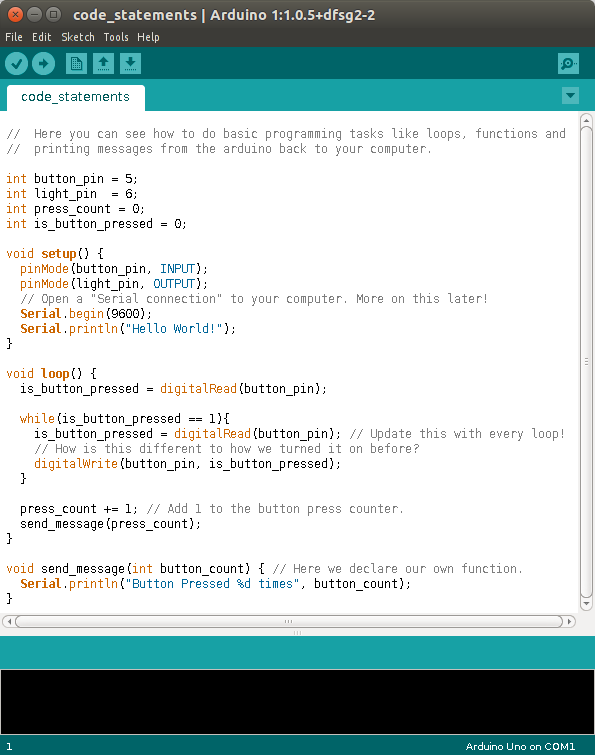 code_statements | Arduino 1:1.0.5+dfsg2-2
File Edit Sketch Tools Help
code_statements
//  Here you can see how to do basic programming tasks like loops, functions and
//  printing messages from the arduino back to your computer.
int button_pin = 5;
int light_pin  = 6;
int press_count = 0;
int is_button_pressed = 0;
void setup() {
  pinMode(button_pin, INPUT);
  pinMode(light_pin, OUTPUT);
  // Open a "Serial connection" to your computer. More on this later!
  Serial.begin(9600);
  Serial.println("Hello World!");
}
void loop() {
  is_button_pressed = digitalRead(button_pin);
  while(is_button_pressed == 1){
    is_button_pressed = digitalRead(button_pin); // Update this with every loop!
    // How is this different to how we turned it on before?
    digitalWrite(button_pin, is_button_pressed);
  }
  press_count += 1; // Add 1 to the button press counter.
  send_message(press_count);
}
void send_message(int button_count) { // Here we declare our own function.
  Serial.println("Button Pressed %d times", button_count);
}
1 Arduino Uno on COM1